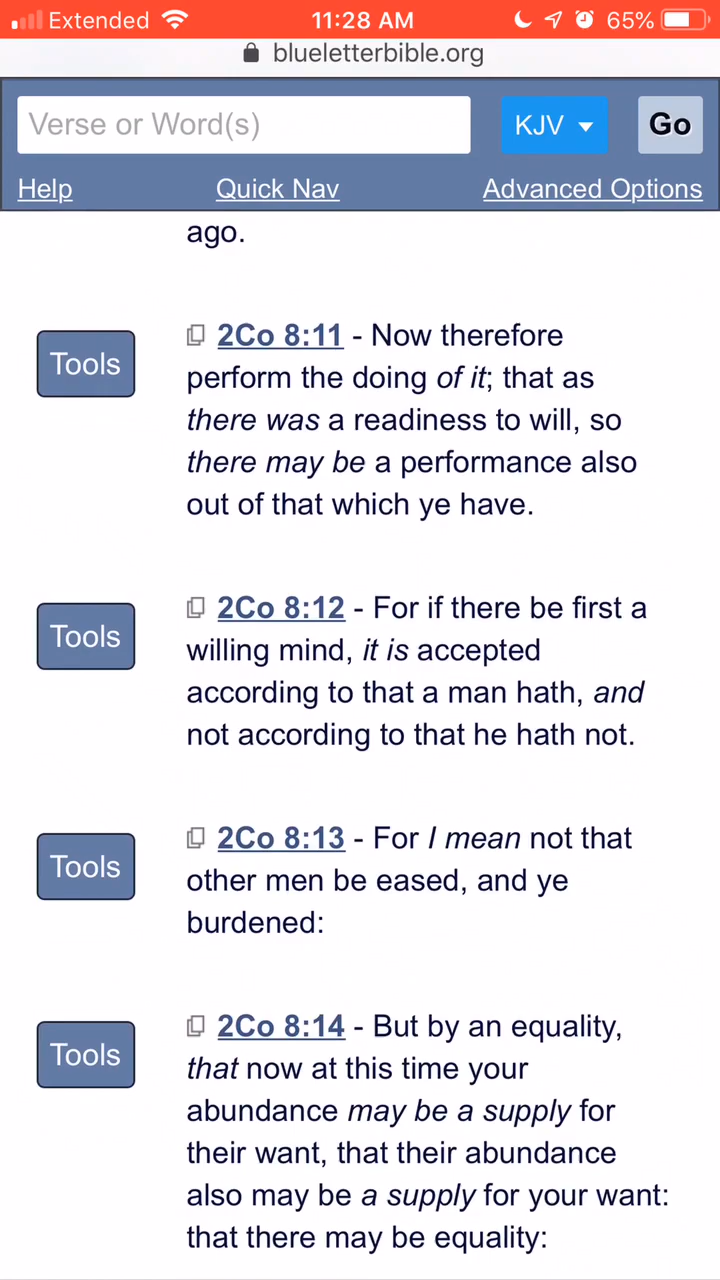 Extended 11:28 AM 65%
blueletterbible.org
Verse or Word(s) KJV Go
Help Quick Nav Advanced Options
ago.
Tools
2Co 8:11 - Now therefore
perform the doing of it; that as
there was a readiness to will, so
there may be a performance also
out of that which ye have.
Tools
2Co 8:12 - For if there be first a
willing mind, it is accepted
according to that a man hath, and
not according to that he hath not.
Tools
2Co 8:13 - For I mean not that
other men be eased, and ye
burdened:
Tools
2Co 8:14 - But by an equality,
that now at this time your
abundance may be a supply for
their want, that their abundance
also may be a supply for your want:
that there may be equality: